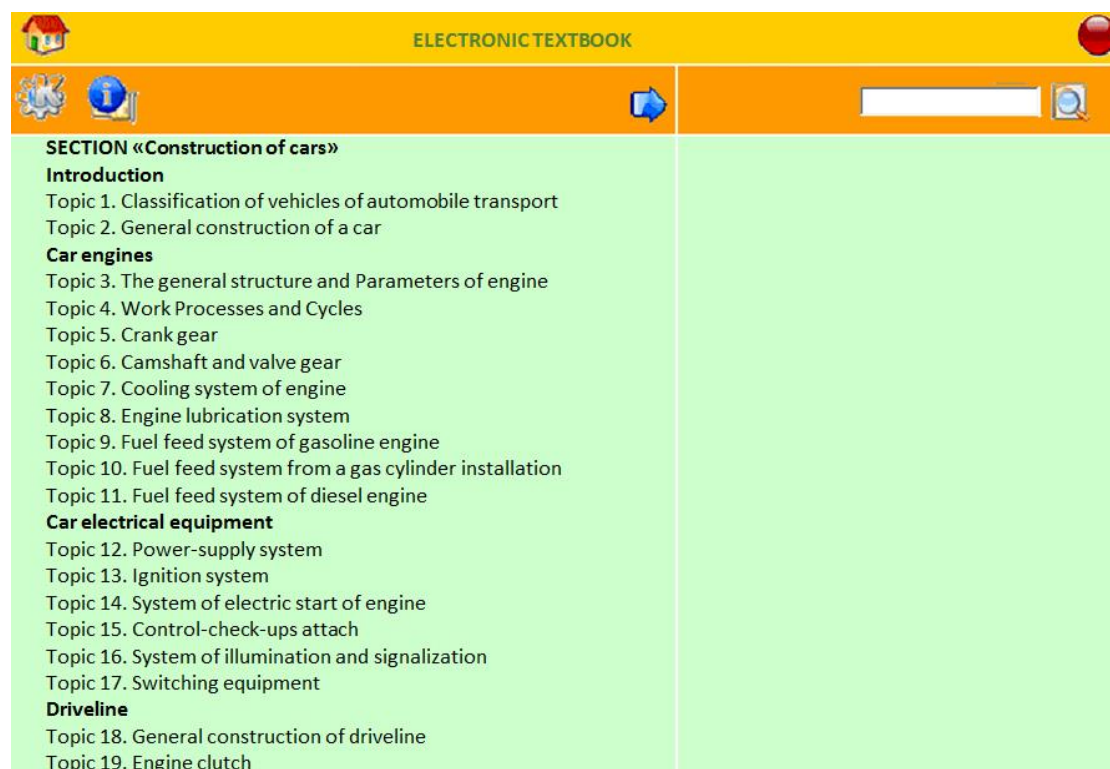 ELECTRONIC TEXTBOOK
SECTION «Construction of cars»
Introduction
Topic 1. Classification of vehicles of automobile transport
Topic 2. General construction of a car
Car engines
Topic 3. The general structure and Parameters of engine
Topic 4. Work Processes and Cycles
Topic 5. Crank gear
Topic 6. Camshaft and valve gear
Topic 7. Cooling system of engine
Topic 8. Engine lubrication system
Topic 9. Fuel feed system of gasoline engine
Topic 10. Fuel feed system from a gas cylinder installation
Topic 11. Fuel feed system of diesel engine
Car electrical equipment
Topic 12. Power-supply system
Topic 13. Ignition system
Topic 14. System of electric start of engine
Topic 15. Control-check-ups attach
Topic 16. System of illumination and signalization
Topic 17. Switching equipment
Driveline
Topic 18. General construction of driveline
Topic 19. Engine clutch